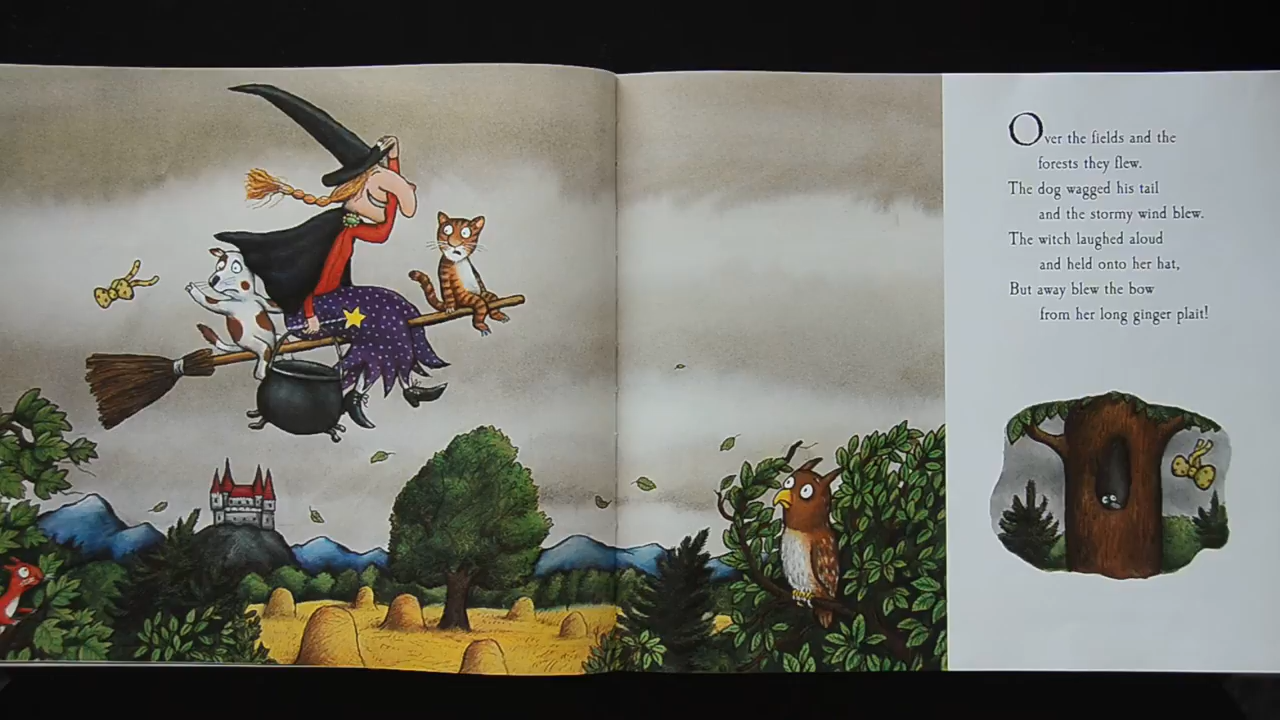 Over the fields and the
forests they flew.
The dog wagged his tail
and the stormy wind blew.
The witch laughed aloud
and held onto her hat,
But away blew the bow
from her long ginger plait!